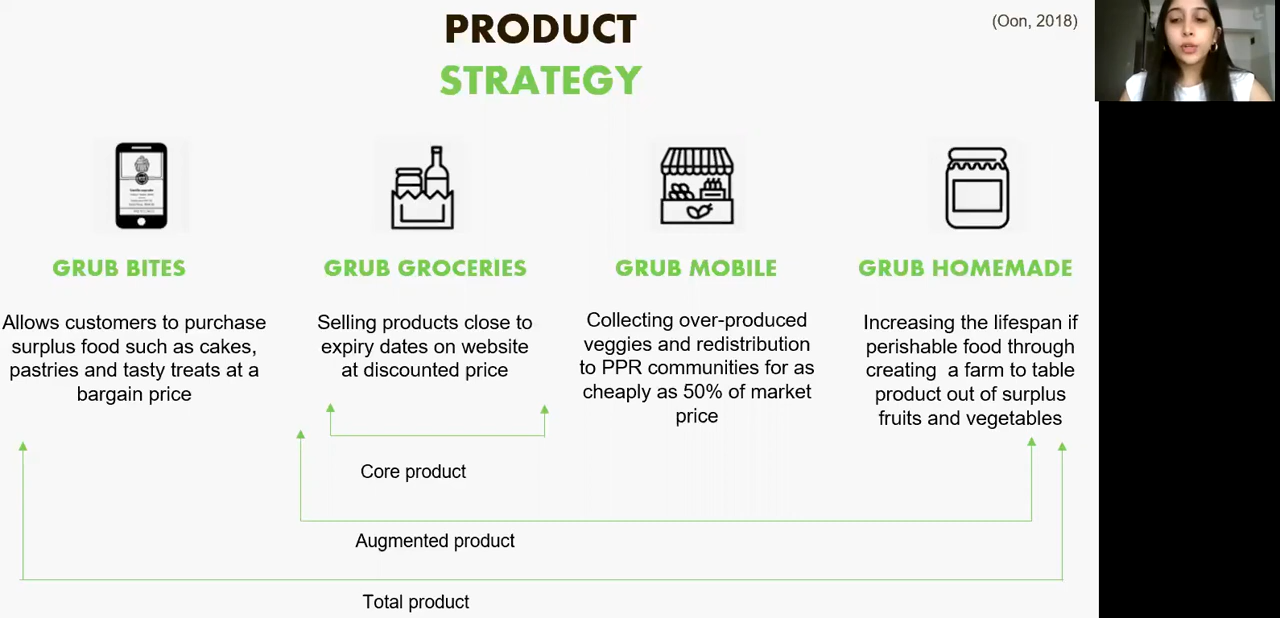 PRODUCT
STRATEGY
(Oon, 2018)
GRUB BITES
Allows customers to purchase
surplus food such as cakes,
pastries and tasty treats at a
bargain price
GRUB GROCERIES
Selling products close to
expiry dates on website
at discounted price
GRUB MOBILE
Collecting over-produced
veggies and redistribution
to PPR communities for as
cheaply as 50% of market
price
GRUB HOMEMADE
Increasing the lifespan if
perishable food through
creating  a farm to table
product out of surplus
fruits and vegetables
Core product
Augmented product
Total product